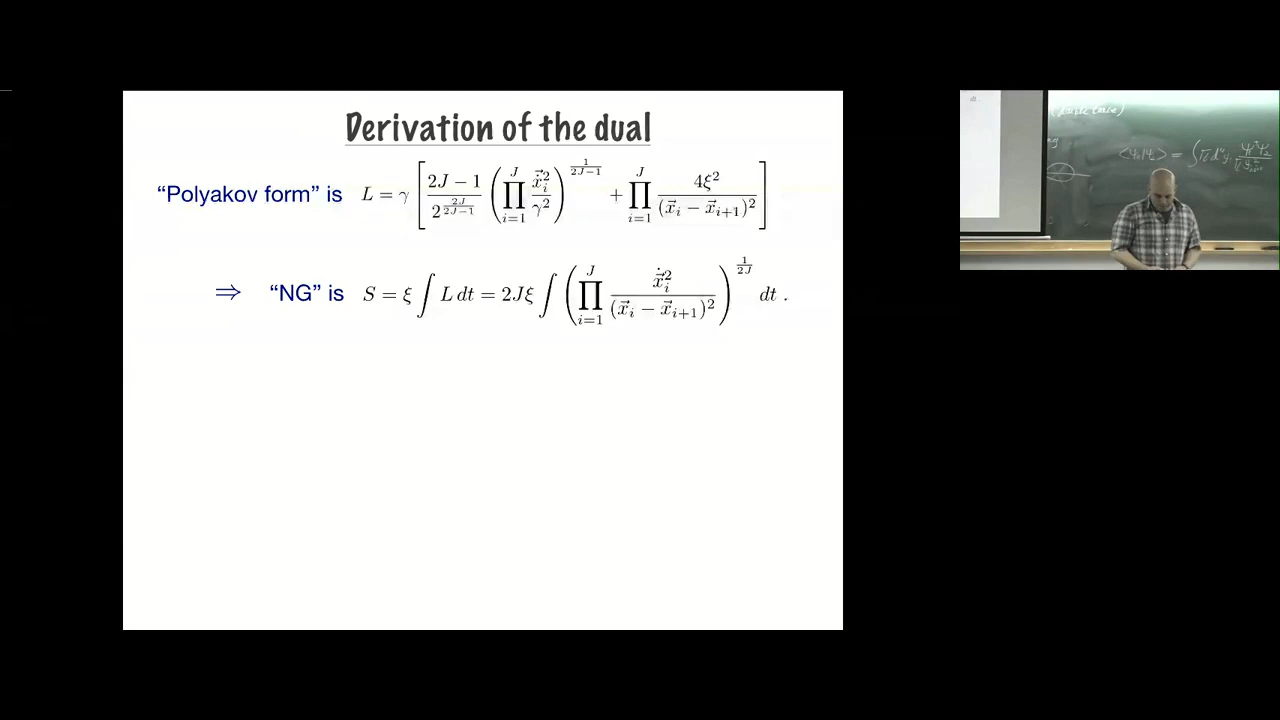 Derivation of the dual
“Polyakov form” is $L = \gamma \left[ \frac{2J-1}{2^{\frac{2J}{2J-1}}} \left( \prod_{i=1}^{J} \frac{\dot{\vec{x}}_i^2}{\gamma^2} \right)^{\frac{1}{2J-1}} + \prod_{i=1}^{J} \frac{4\xi^2}{(\vec{x}_i - \vec{x}_{i+1})^2} \right]$
⇒ “NG” is $S = \xi \int L\, dt = 2J\xi \int \left( \prod_{i=1}^{J} \frac{\dot{\vec{x}}_i^2}{(\vec{x}_i - \vec{x}_{i+1})^2} \right)^{\frac{1}{2J}} dt\ .$